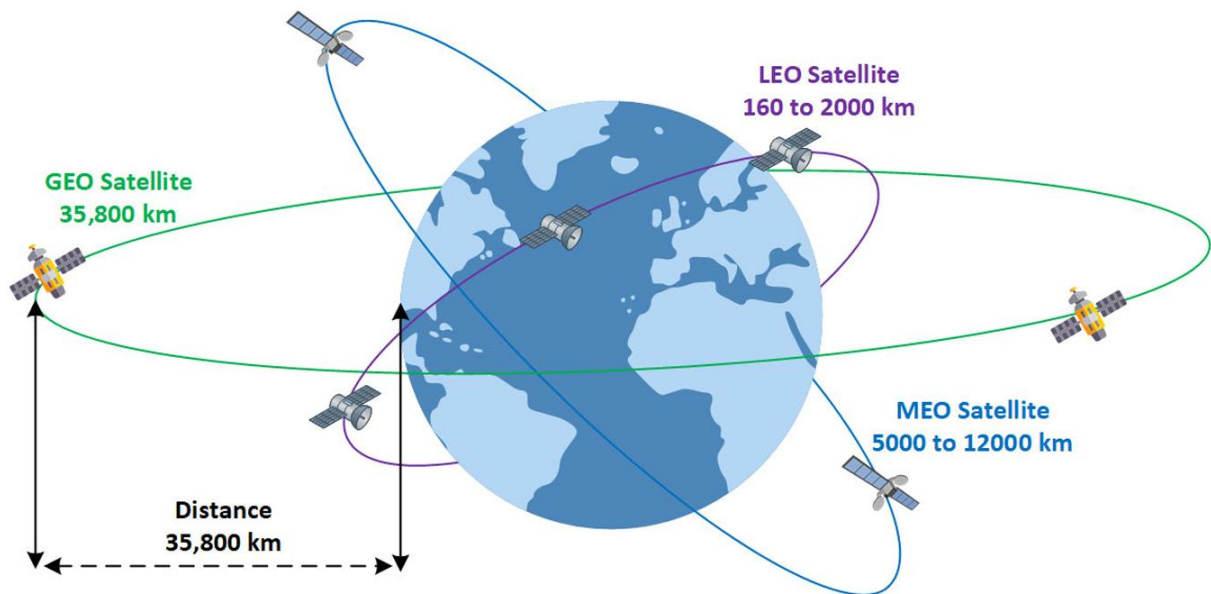 LEO Satellite
160 to 2000 km
GEO Satellite
35,800 km
MEO Satellite
5000 to 12000 km
Distance
35,800 km